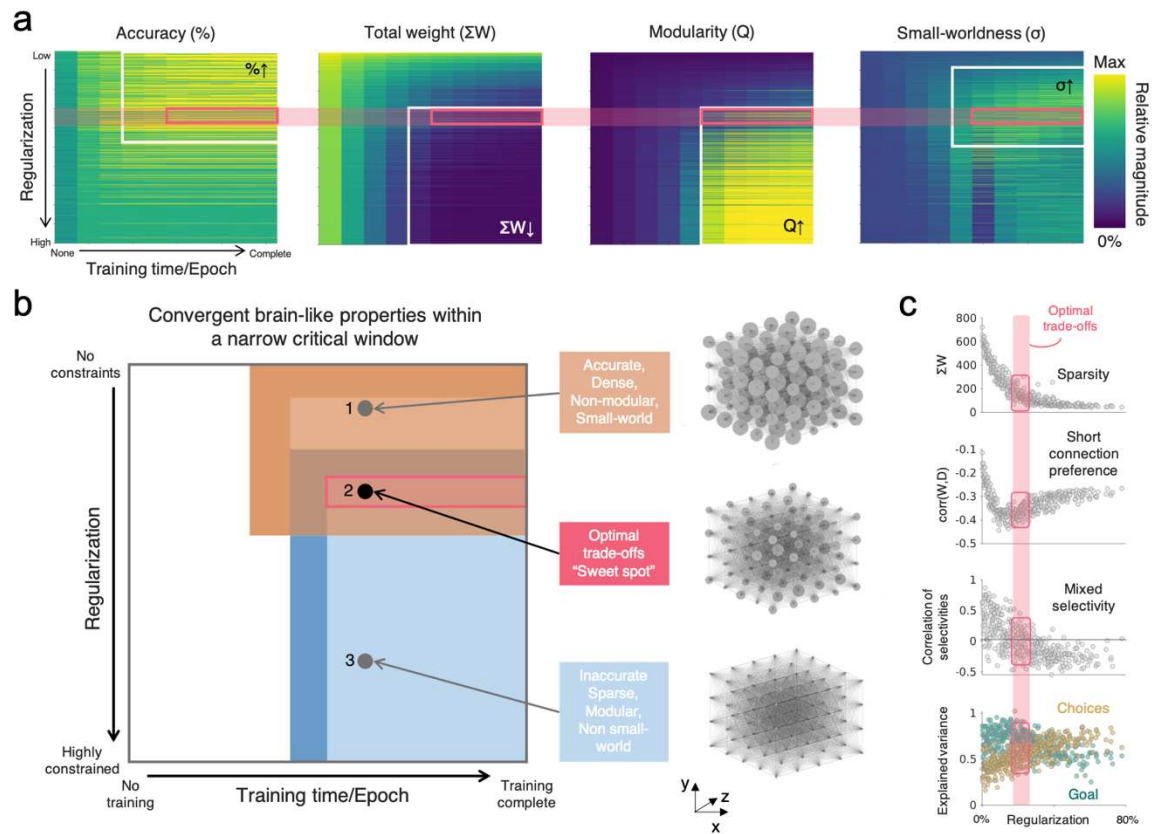 a
Accuracy (%)
Total weight (ΣW)
Modularity (Q)
Small-worldness (σ)
Low
Regularization
High
%↑
ΣW↓
Q↑
σ↑
Max
Relative magnitude
0%
None
Complete
Training time/Epoch
b
Convergent brain-like properties within
a narrow critical window
No
constraints
Regularization
Highly
constrained
1
2
3
No
training
Training time/Epoch
Training
complete
Accurate,
Dense,
Non-modular,
Small-world
Optimal
trade-offs
"Sweet spot"
Inaccurate
Sparse,
Modular,
Non small-
world
y
z
x
c
Optimal
trade-offs
800
600
400
200
0
ΣW
Sparsity
-0.1
-0.2
-0.3
-0.4
-0.5
corr(W,D)
Short
connection
preference
1
0.5
0
-0.5
Correlation of
selectivities
Mixed
selectivity
1
0.5
0
Explained variance
Choices
Goal
0%
Regularization
80%